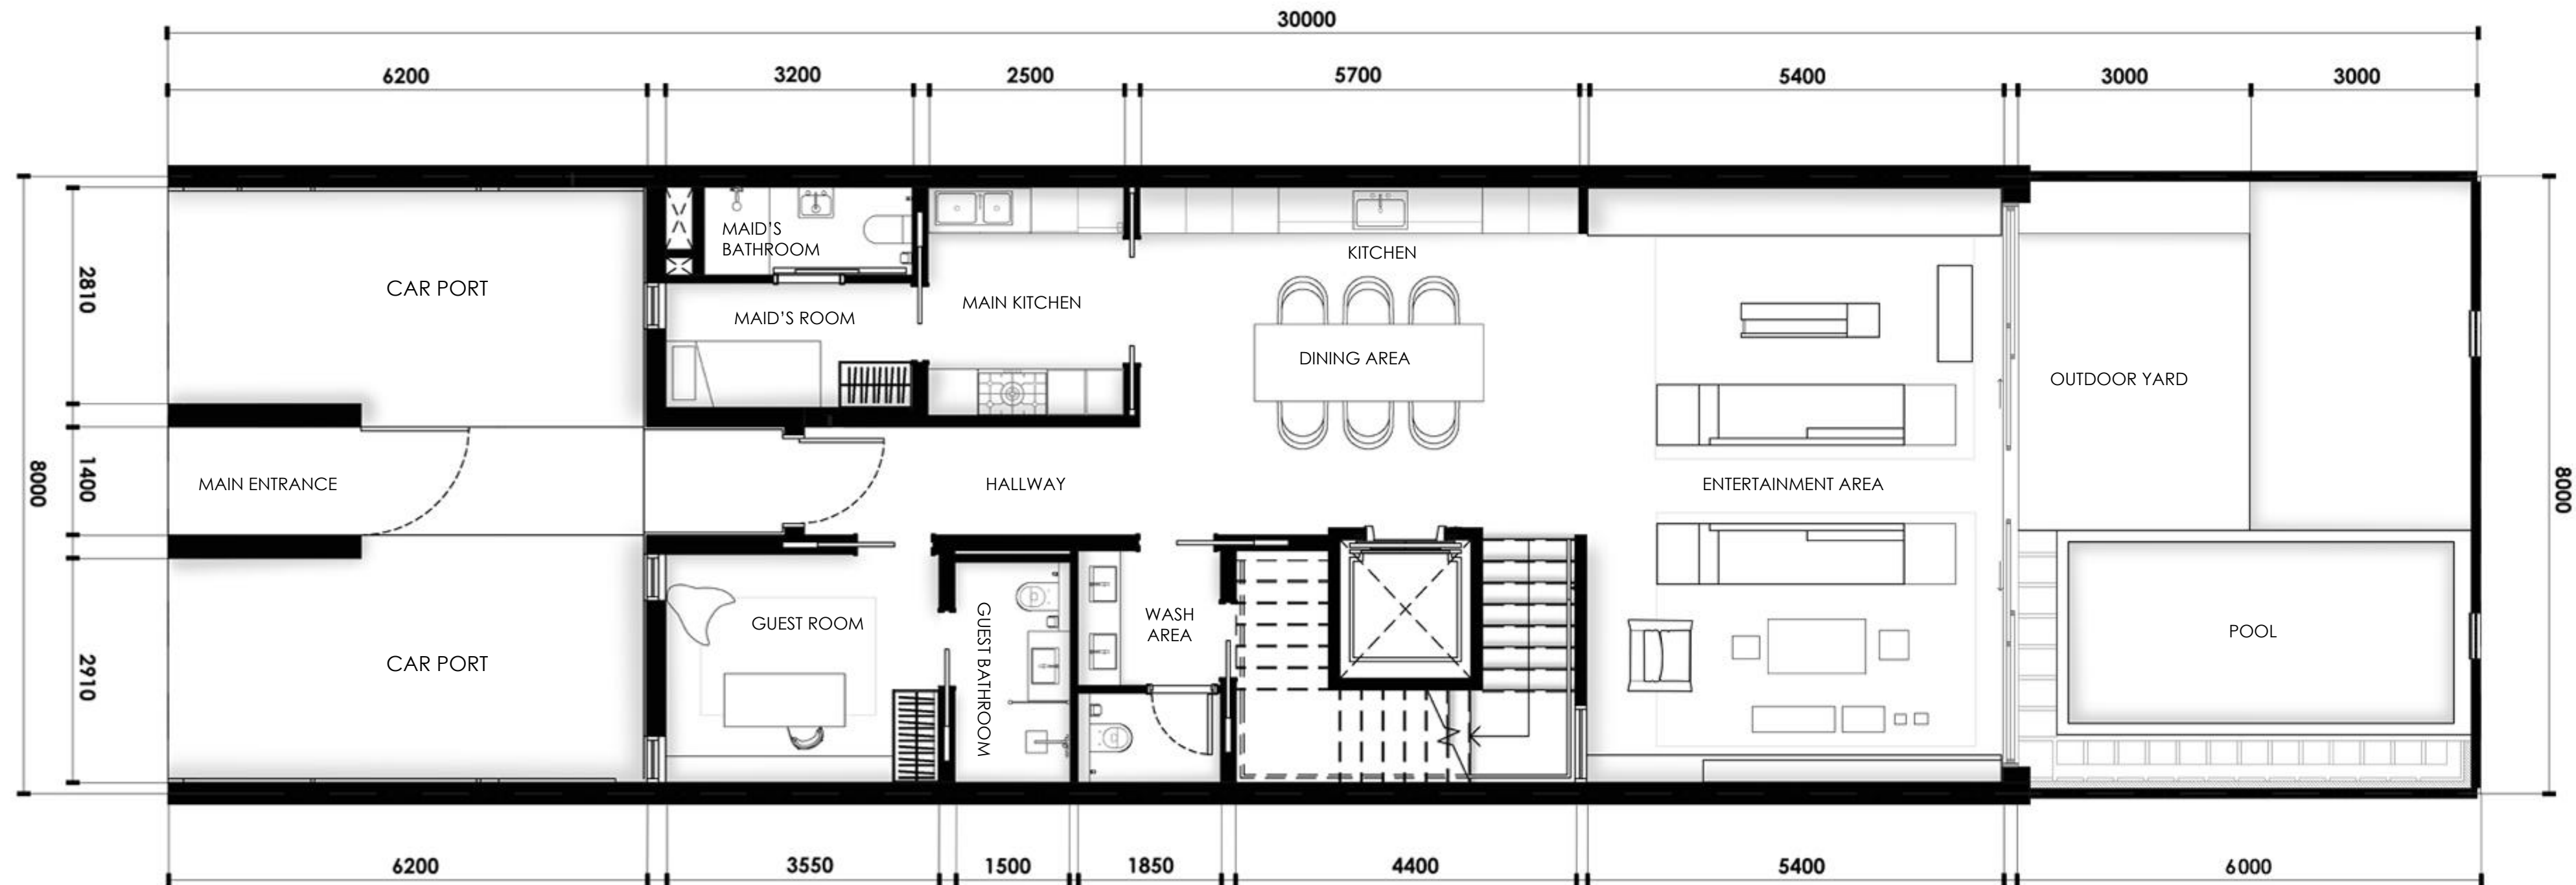 30000
6200
3200
2500
5700
5400
3000
3000
MAID'S
BATHROOM
KITCHEN
CAR PORT
2810
MAIN KITCHEN
MAID'S ROOM
DINING AREA
OUTDOOR YARD
8000
1400
MAIN ENTRANCE
HALLWAY
ENTERTAINMENT AREA
8000
WASH
AREA
GUEST ROOM
GUEST BATHROOM
POOL
2910
CAR PORT
6200
3550
1500
1850
4400
5400
6000